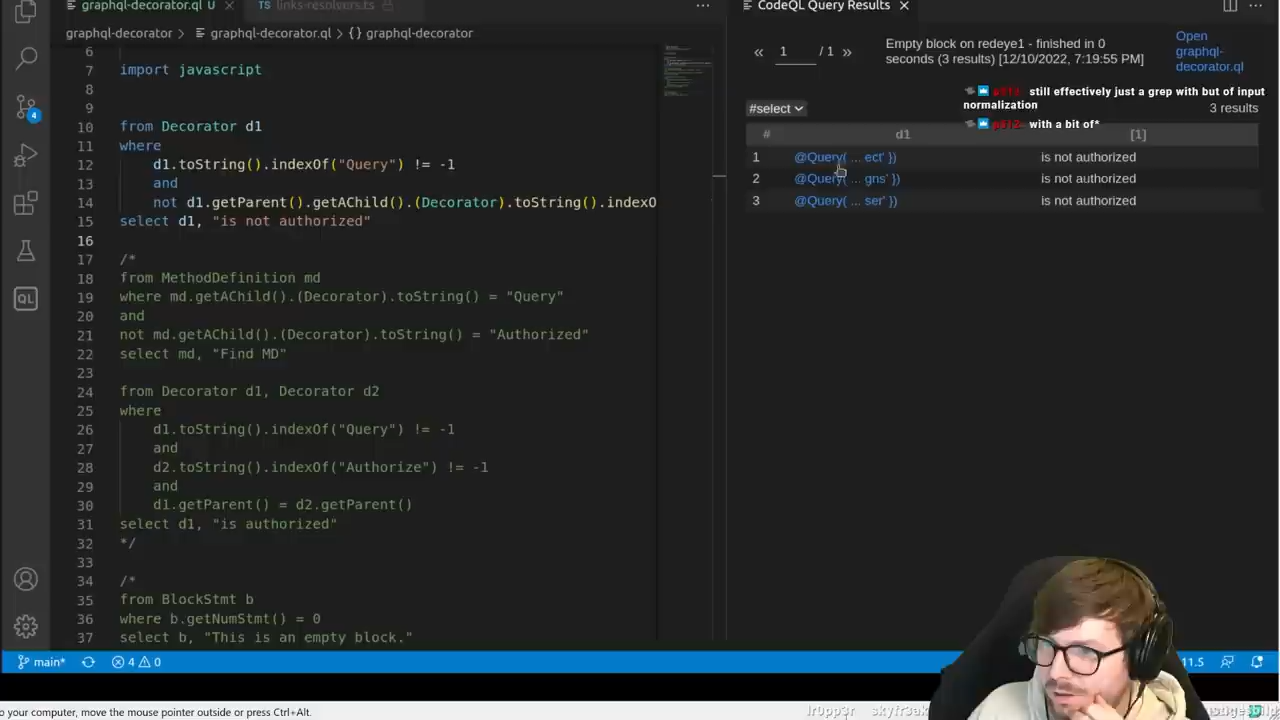 graphql-decorator.ql U
links-resolvers.ts
CodeQL Query Results
graphql-decorator > graphql-decorator.ql > {} graphql-decorator
« 1 / 1 »
Empty block on redeye1 - finished in 0
seconds (3 results) [12/10/2022, 7:19:55 PM]
Open
graphql-
decorator.ql
still effectively just a grep with but of input
normalization
with a bit of*
#select
3 results
# d1 [1]
1 @Query( ... ect' }) is not authorized
2 @Query( ... gns' }) is not authorized
3 @Query( ... ser' }) is not authorized
6
7 import javascript
8
9
10 from Decorator d1
11 where
12 d1.toString().indexOf("Query") != -1
13 and
14 not d1.getParent().getAChild().(Decorator).toString().indexO
15 select d1, "is not authorized"
16
17 /*
18 from MethodDefinition md
19 where md.getAChild().(Decorator).toString() = "Query"
20 and
21 not md.getAChild().(Decorator).toString() = "Authorized"
22 select md, "Find MD"
23
24 from Decorator d1, Decorator d2
25 where
26 d1.toString().indexOf("Query") != -1
27 and
28 d2.toString().indexOf("Authorize") != -1
29 and
30 d1.getParent() = d2.getParent()
31 select d1, "is authorized"
32 */
33
34 /*
35 from BlockStmt b
36 where b.getNumStmt() = 0
37 select b, "This is an empty block."
4
QL
main* 4 0
11.5
o your computer, move the mouse pointer outside or press Ctrl+Alt.
lr0pp3r